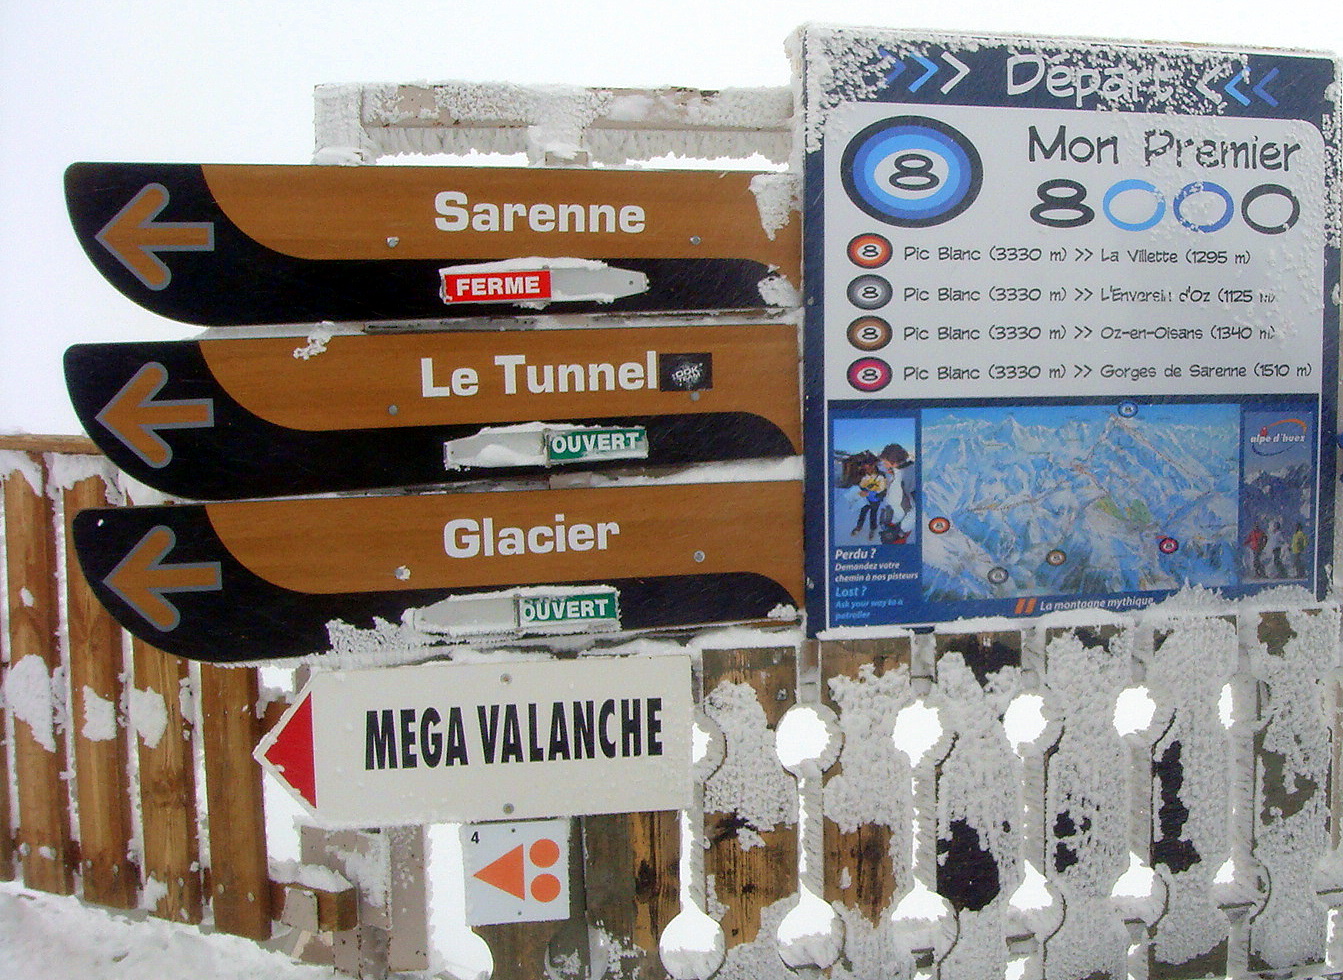 Sarenne
FERME
Le Tunnel
OUVERT
Glacier
OUVERT
MEGA VALANCHE
4
>>> Départ <<<
8 Mon Premier
8000
8 Pic Blanc (3330 m) >> La Villette (1295 m)
8 Pic Blanc (3330 m) >> L'Enversin d'Oz (1125 m)
8 Pic Blanc (3330 m) >> Oz-en-Oisans (1340 m)
8 Pic Blanc (3330 m) >> Gorges de Sarenne (1510 m)
alpe d'huez
Perdu ?
Demandez votre
chemin à nos pisteurs
Lost ?
Ask your way to a
patroller
La montagne mythique